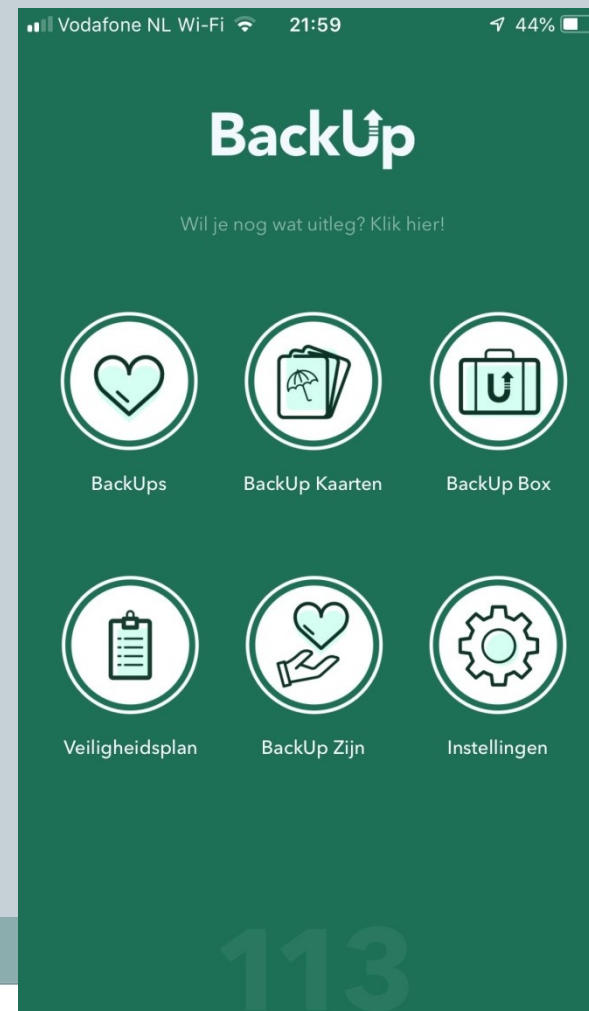 Vodafone NL Wi-Fi 21:59 44%
BackUp
Wil je nog wat uitleg? Klik hier!
U
BackUps BackUp Kaarten BackUp Box
Veiligheidsplan BackUp Zijn Instellingen
113